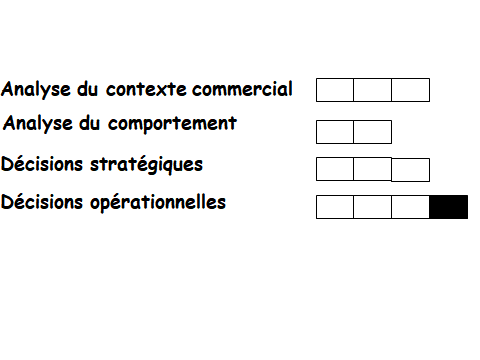 Analyse du contexte commercial
Analyse du comportement
Décisions stratégiques
Décisions opérationnelles